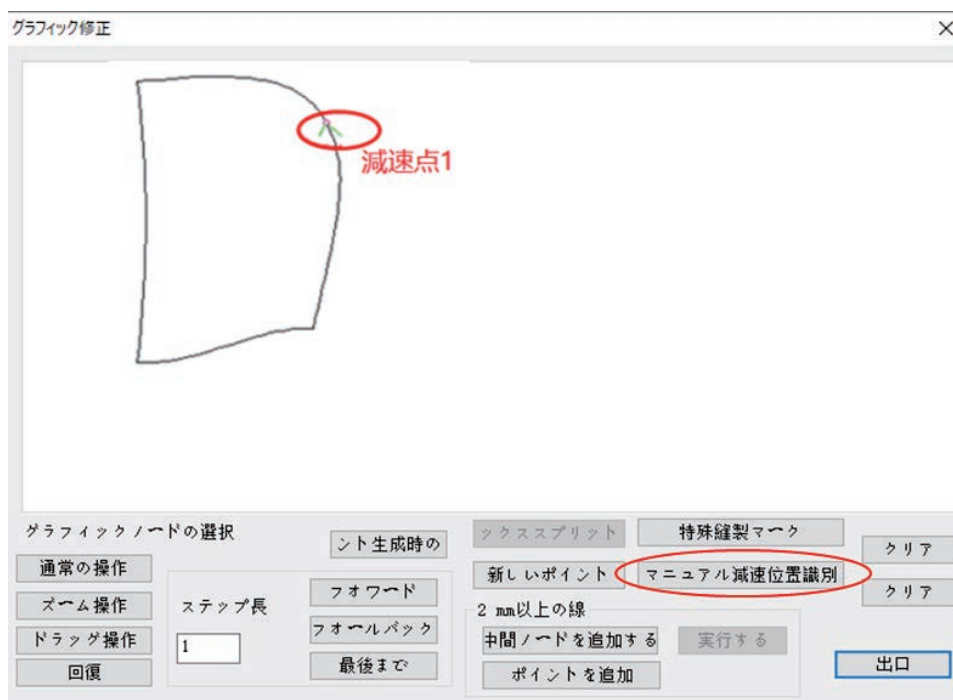 グラフィック修正
減速点1
グラフィックノードの選択
ント生成時の
ックススプリット
特殊縫製マーク
クリア
通常の操作
新しいポイント
マニュアル減速位置識別
クリア
ズーム操作
ステップ長
フオワード
2 mm以上の線
ドラッグ操作
1
フオールバック
中間ノードを追加する
実行する
回復
最後まで
ポイントを追加
出口